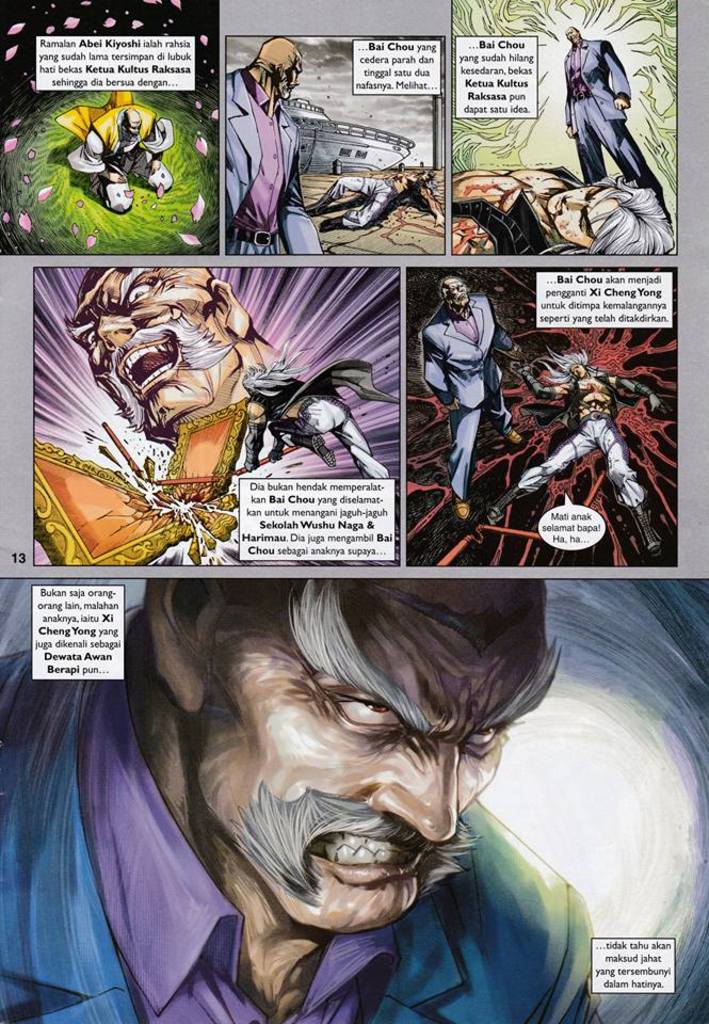 Ramalan Abei Kiyoshi ialah rahsia
yang sudah lama tersimpan di lubuk
hati bekas Ketua Kultus Raksasa
sehingga dia bersua dengan...
...Bai Chou yang
cedera parah dan
tinggal satu dua
nafasnya. Melihat...
...Bai Chou
yang sudah hilang
kesedaran, bekas
Ketua Kultus
Raksasa pun
dapat satu idea.
Dia bukan hendak memperalat-
kan Bai Chou yang diselamat-
kan untuk menangani jaguh-jaguh
Sekolah Wushu Naga &
Harimau. Dia juga mengambil Bai
Chou sebagai anaknya supaya...
...Bai Chou akan menjadi
pengganti Xi Cheng Yong
untuk ditimpa kemalangannya
seperti yang telah ditakdirkan.
Mati anak
selamat bapa!
Ha, ha...
13
Bukan saja orang-
orang lain, malahan
anaknya, iaitu Xi
Cheng Yong yang
juga dikenali sebagai
Dewata Awan
Berapi pun...
...tidak tahu akan
maksud jahat
yang tersembunyi
dalam hatinya.